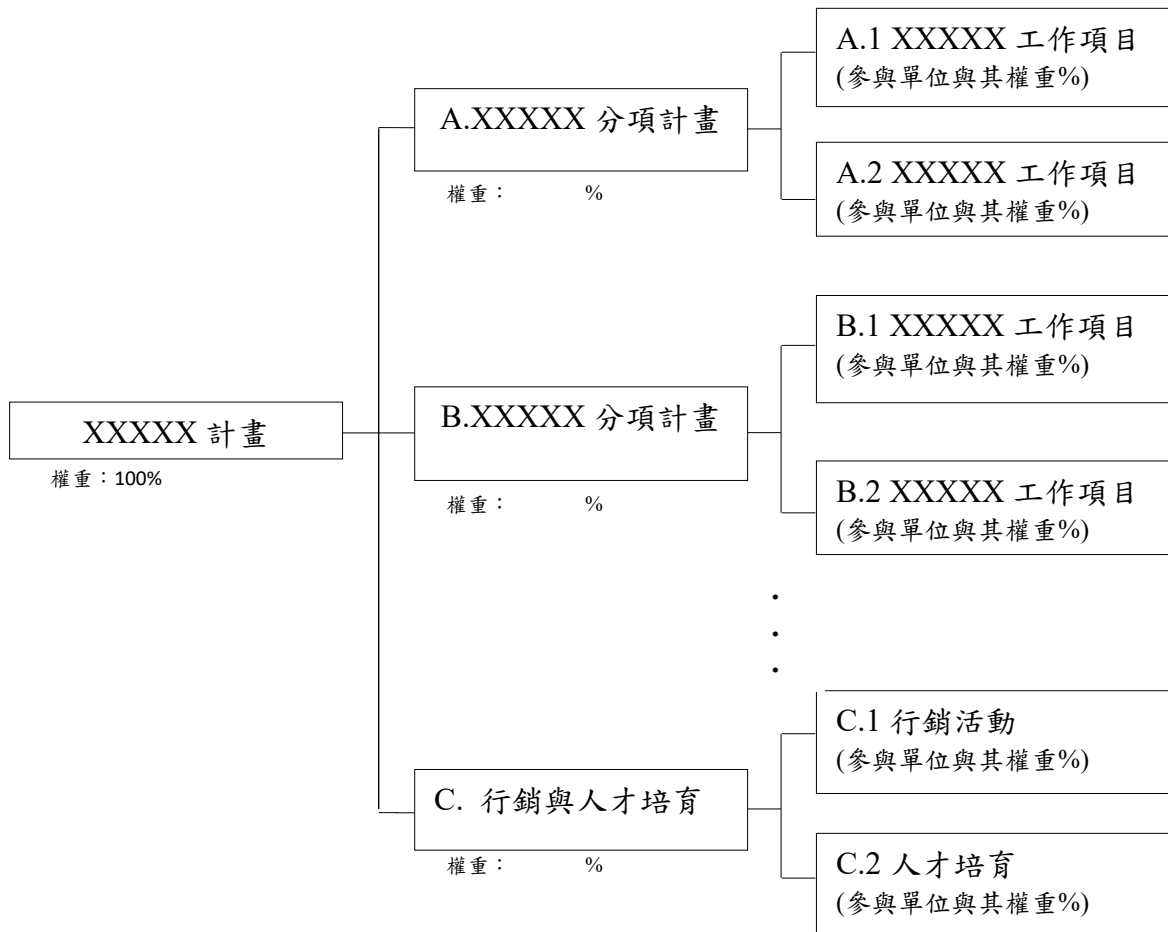 XXXXX 計畫
權重：100%
A.XXXXX 分項計畫
權重： %
A.1 XXXXX 工作項目
(參與單位與其權重%)
A.2 XXXXX 工作項目
(參與單位與其權重%)
B.XXXXX 分項計畫
權重： %
B.1 XXXXX 工作項目
(參與單位與其權重%)
B.2 XXXXX 工作項目
(參與單位與其權重%)
C. 行銷與人才培育
權重： %
C.1 行銷活動
(參與單位與其權重%)
C.2 人才培育
(參與單位與其權重%)